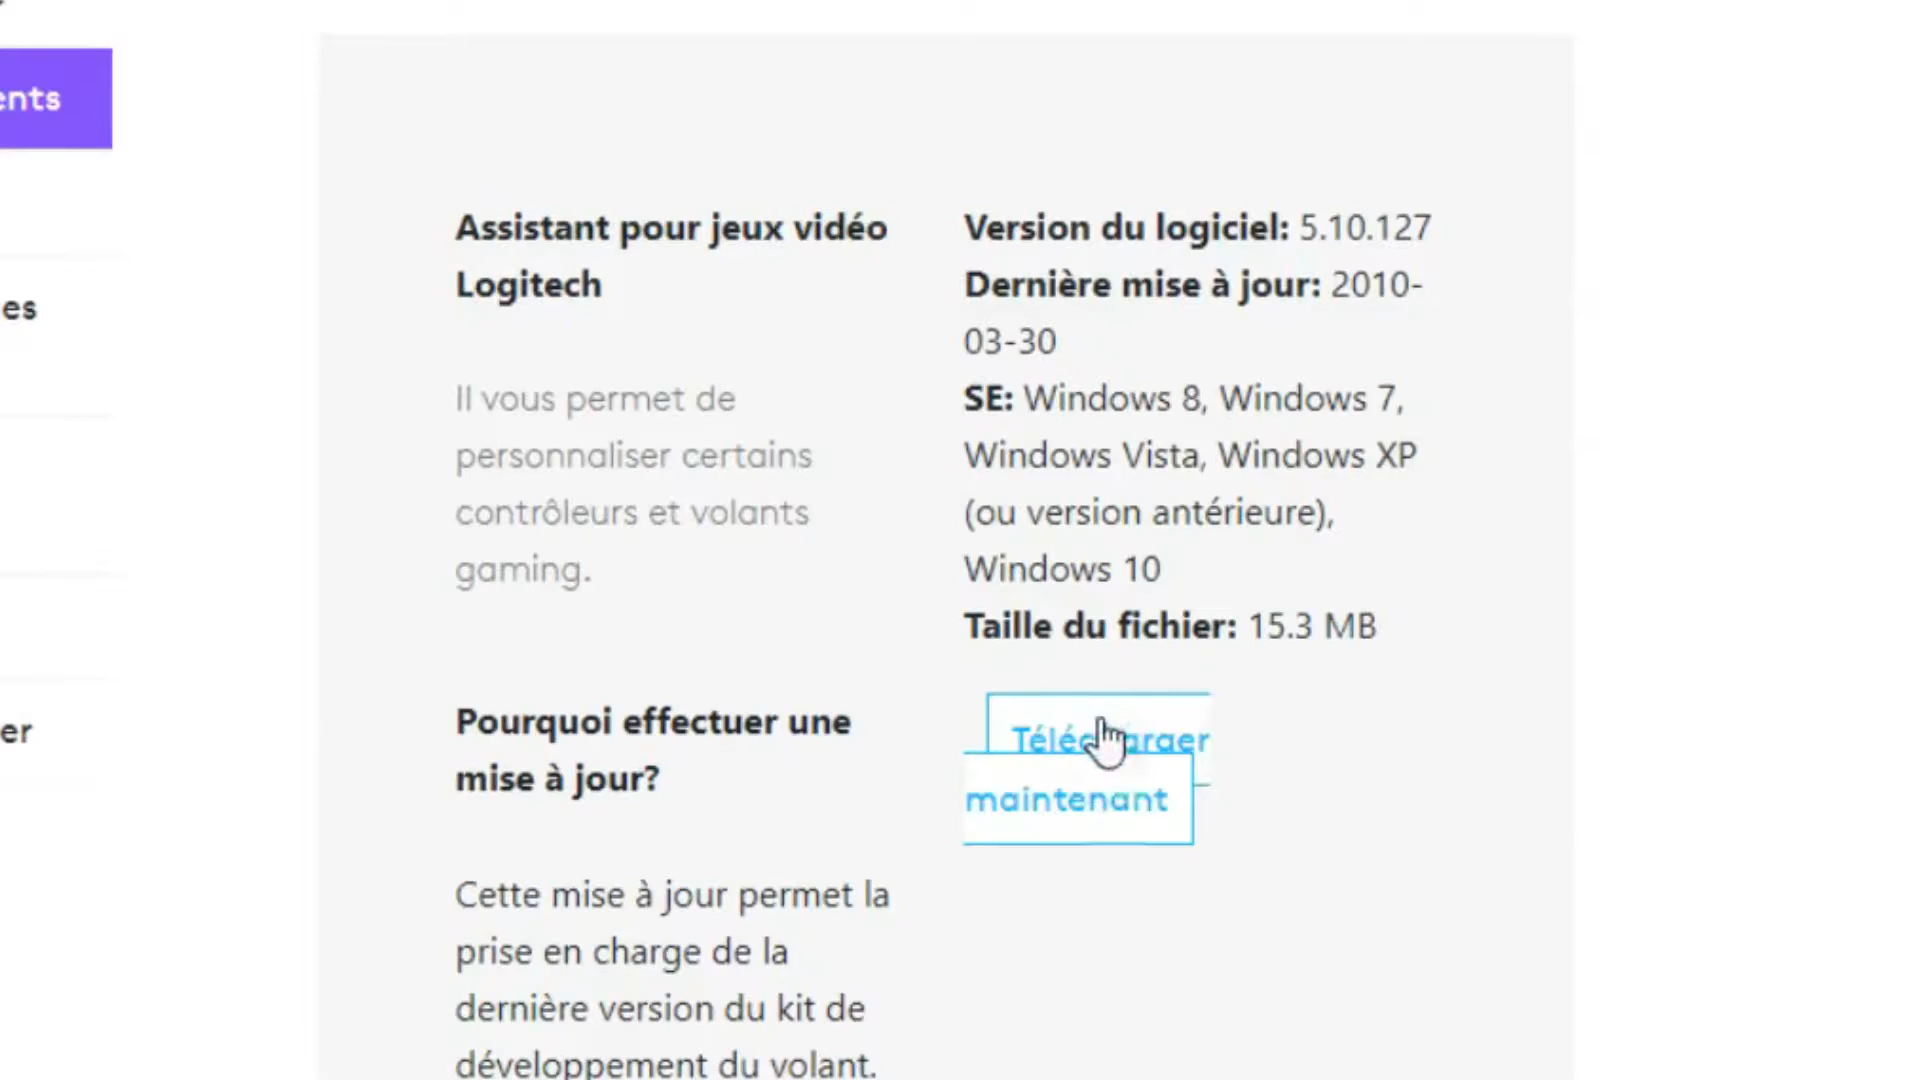 ents
es
er
Assistant pour jeux vidéo
Logitech
Il vous permet de
personnaliser certains
contrôleurs et volants
gaming.
Pourquoi effectuer une
mise à jour?
Cette mise à jour permet la
prise en charge de la
dernière version du kit de
développement du volant.
Version du logiciel: 5.10.127
Dernière mise à jour: 2010-
03-30
SE: Windows 8, Windows 7,
Windows Vista, Windows XP
(ou version antérieure),
Windows 10
Taille du fichier: 15.3 MB
Télécharger
maintenant